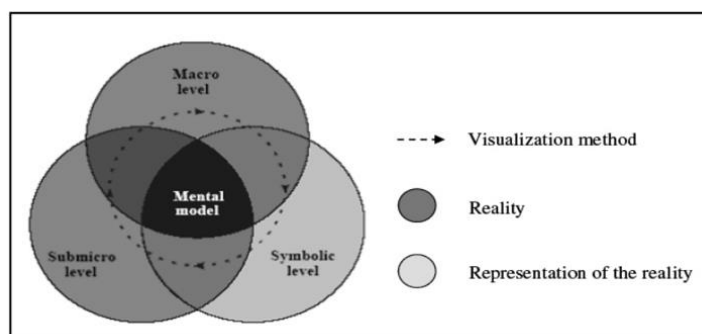 Macro
level
Mental
model
Submicro
level
Symbolic
level
Visualization method
Reality
Representation of the reality